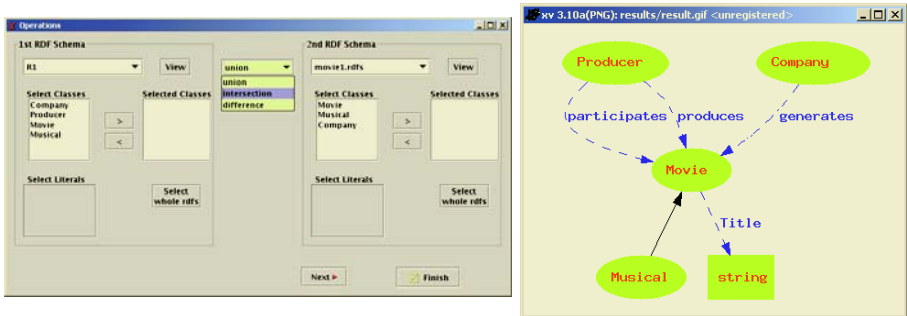 Operations
1st RDF Schema
R1
View
Select Classes
Company
Producer
Movie
Musical
>
<
Selected Classes
Select Literals
Select
whole rdfs
union
union
intersection
difference
2nd RDF Schema
movie1.rdfs
View
Select Classes
Movie
Musical
Company
>
<
Selected Classes
Select Literals
Select
whole rdfs
Next
Finish
xv 3.10a(PNG): results/result.gif <unregistered>
Producer
Company
participates
produces
generates
Movie
Title
Musical
string